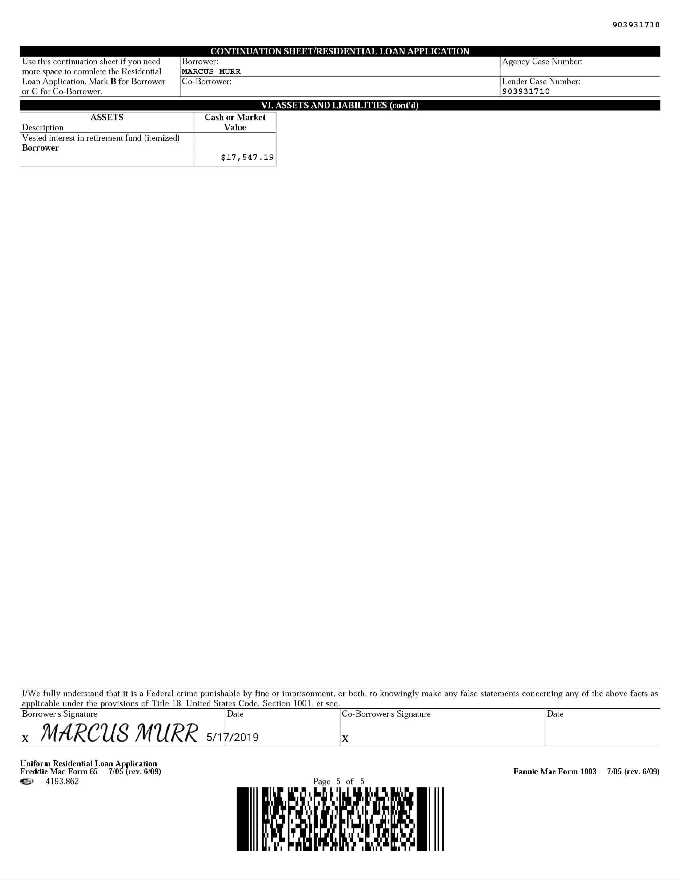 903931710
CONTINUATION SHEET/RESIDENTIAL LOAN APPLICATION
Use this continuation sheet if you need
more space to complete the Residential
Loan Application. Mark B for Borrower
or C for Co-Borrower.
Borrower:
MARCUS MURR
Co-Borrower:
Agency Case Number:
Lender Case Number:
903931710
VI. ASSETS AND LIABILITIES (cont'd)
ASSETS
Description
Cash or Market
Value
Vested interest in retirement fund (itemized)
Borrower
$17,547.19
I/We fully understand that it is a Federal crime punishable by fine or imprisonment, or both, to knowingly make any false statements concerning any of the above facts as
applicable under the provisions of Title 18, United States Code, Section 1001, et seq.
Borrower's Signature
Date
Co-Borrower's Signature
Date
x MARCUS MURR 5/17/2019
x
Uniform Residential Loan Application
Freddie Mac Form 65 7/05 (rev. 6/09)
Fannie Mae Form 1003 7/05 (rev. 6/09)
4193.862
Page 5 of 5